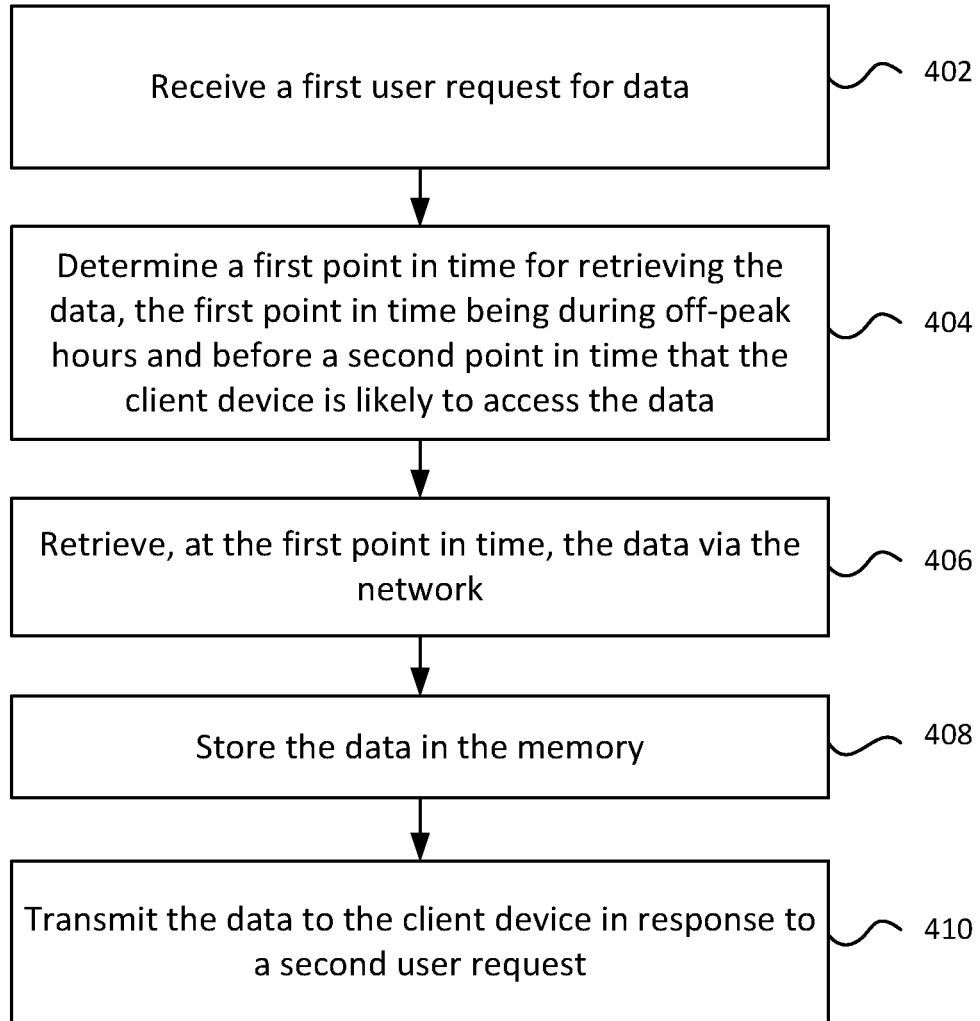 Receive a first user request for data
402
Determine a first point in time for retrieving the
data, the first point in time being during off-peak
hours and before a second point in time that the
client device is likely to access the data
404
Retrieve, at the first point in time, the data via the
network
406
Store the data in the memory
408
Transmit the data to the client device in response to
a second user request
410